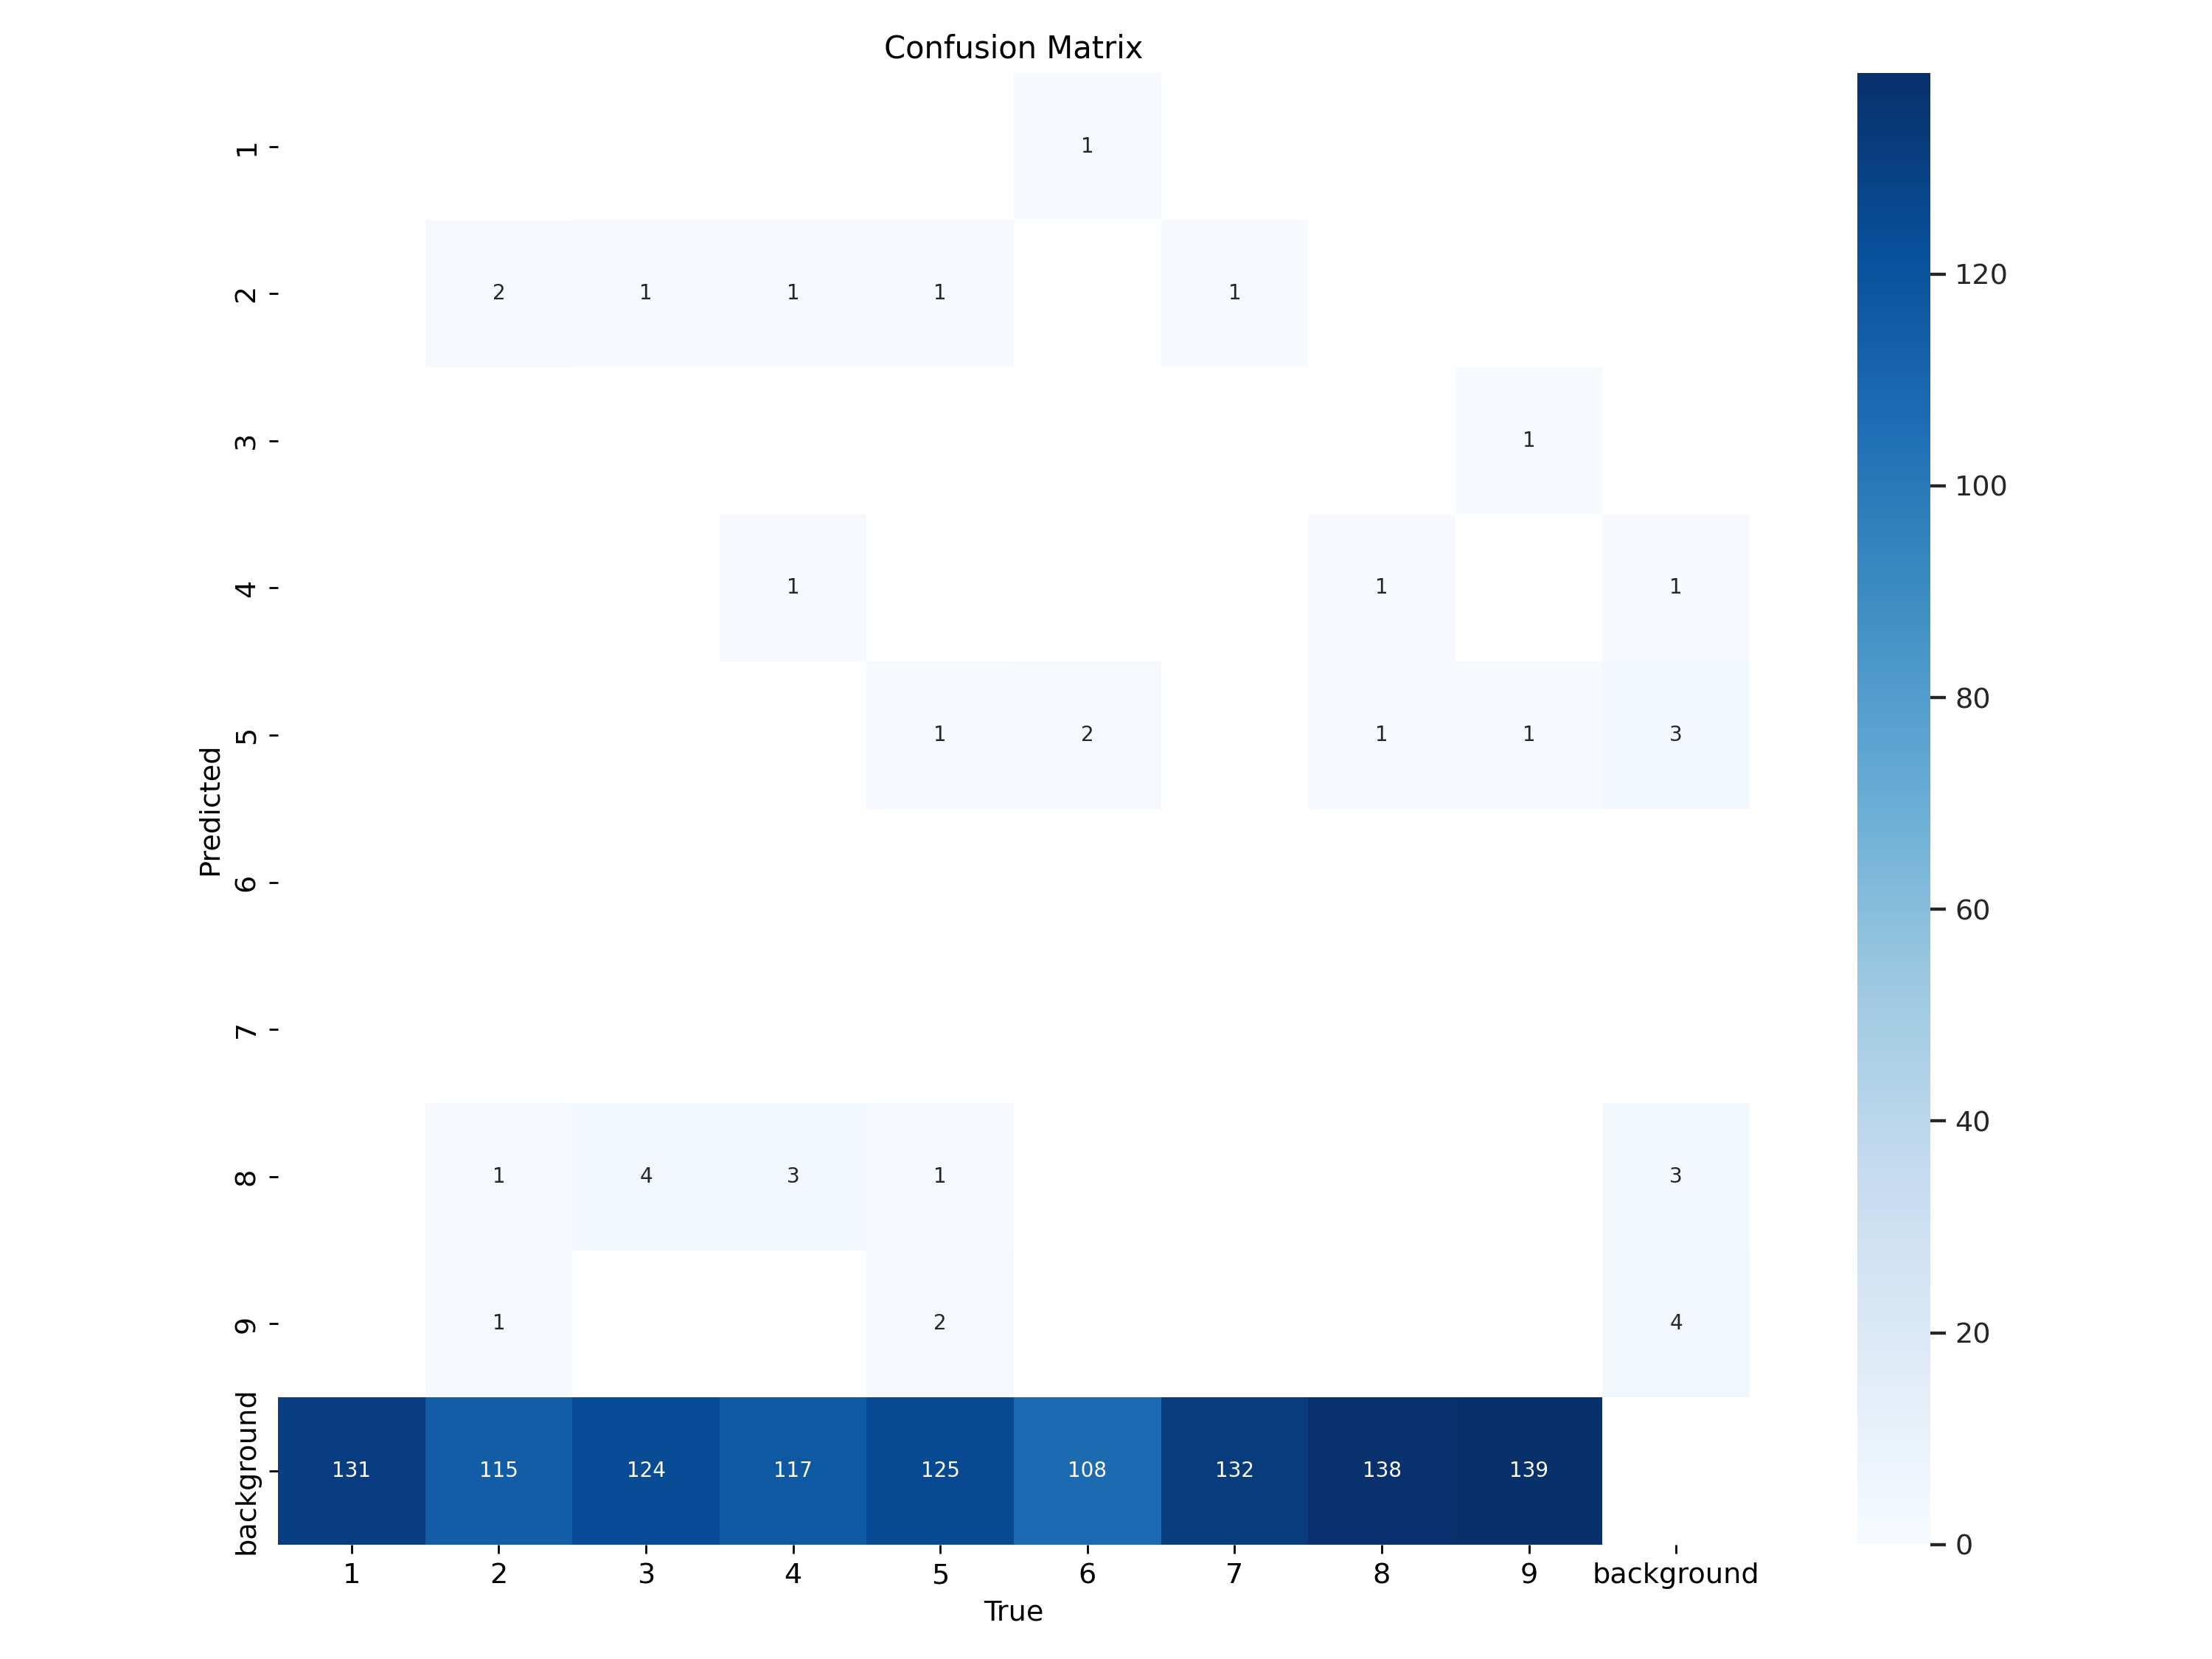 Confusion Matrix
1
1
2
2 1 1 1 1
3
1
4
1 1 1
5
1 2 1 1 3
6
7
8
1 4 3 1 3
9
1 2 4
background
131 115 124 117 125 108 132 138 139
1 2 3 4 5 6 7 8 9 background
True
Predicted
120
100
80
60
40
20
0